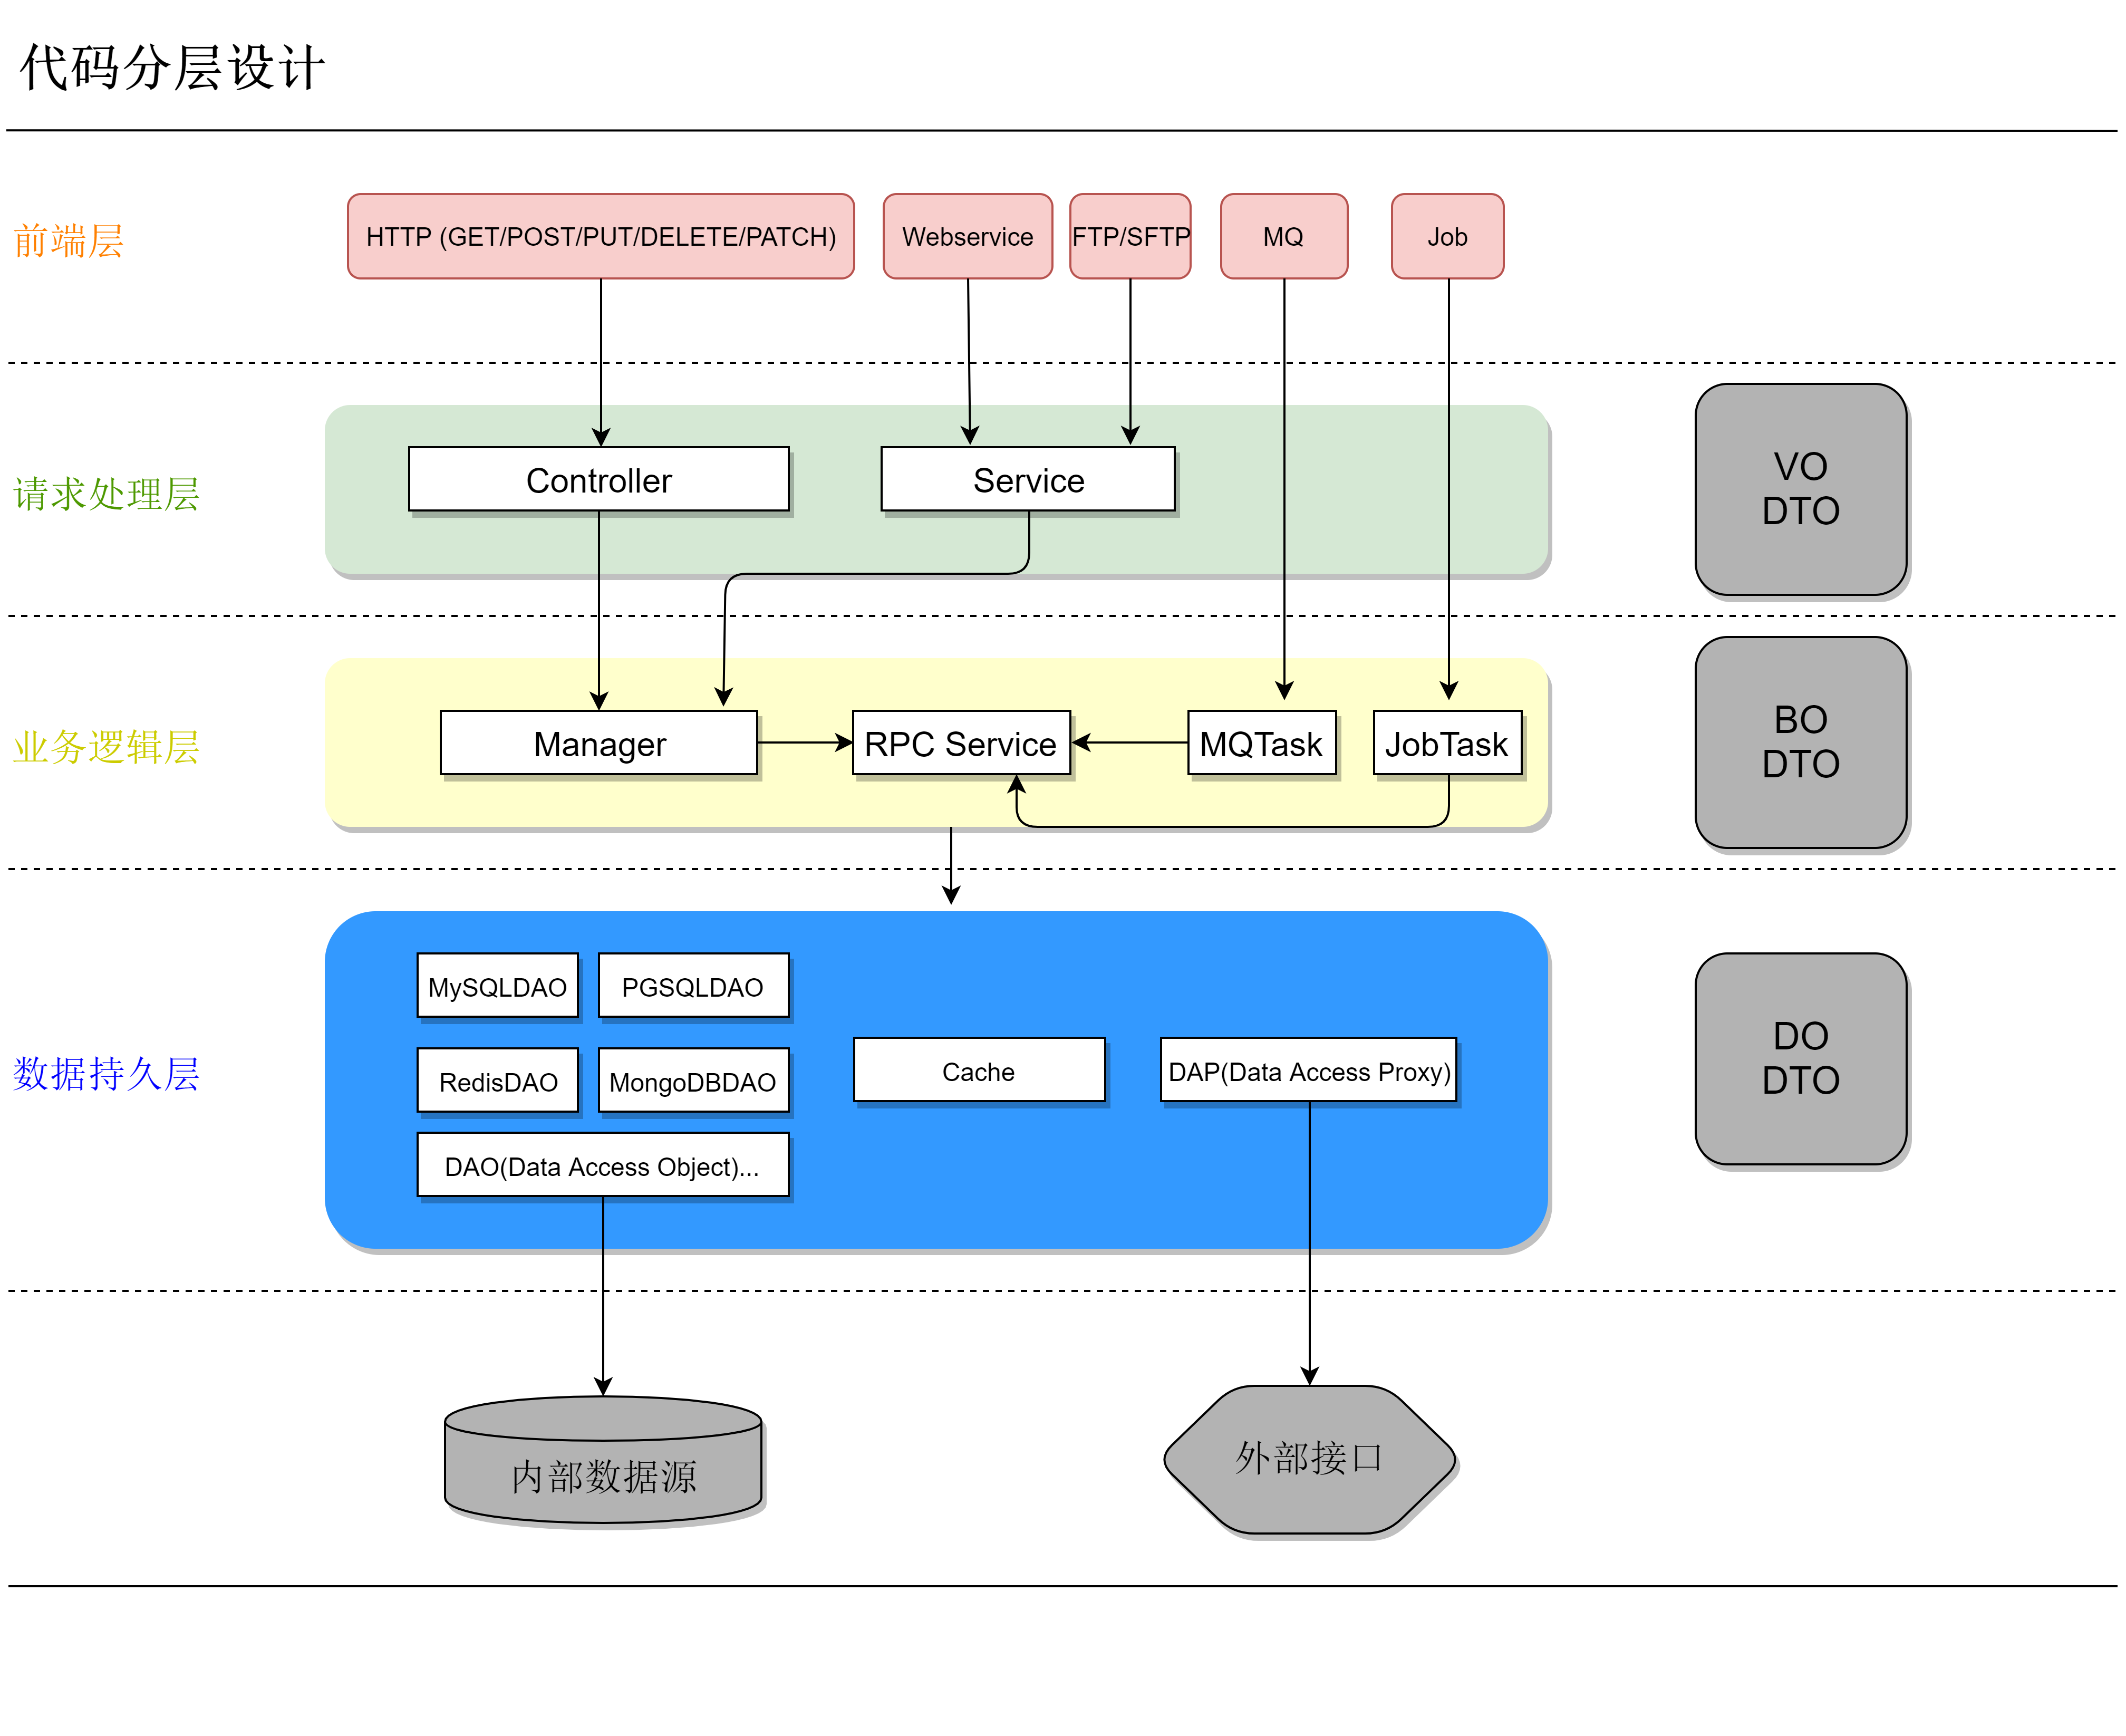 代码分层设计
前端层
HTTP (GET/POST/PUT/DELETE/PATCH)
Webservice
FTP/SFTP
MQ
Job
请求处理层
Controller
Service
VO
DTO
业务逻辑层
Manager
RPC Service
MQTask
JobTask
BO
DTO
数据持久层
MySQLDAO
PGSQLDAO
RedisDAO
MongoDBDAO
DAO(Data Access Object)...
Cache
DAP(Data Access Proxy)
DO
DTO
内部数据源
外部接口